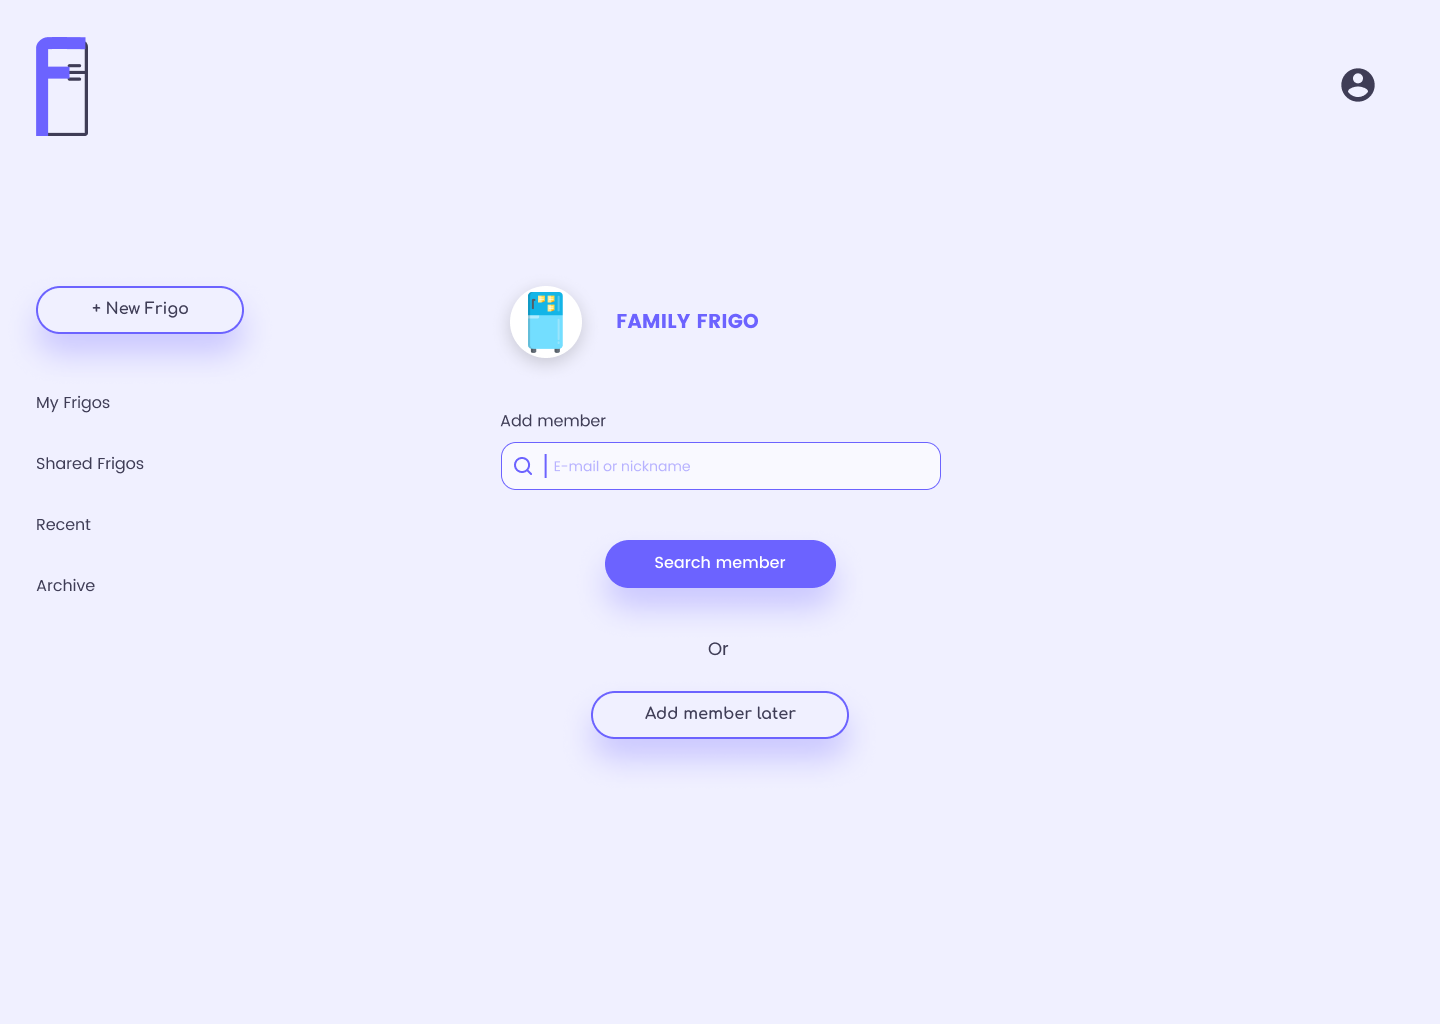 + New Frigo
My Frigos
Shared Frigos
Recent
Archive
FAMILY FRIGO
Add member
E-mail or nickname
Search member
Or
Add member later